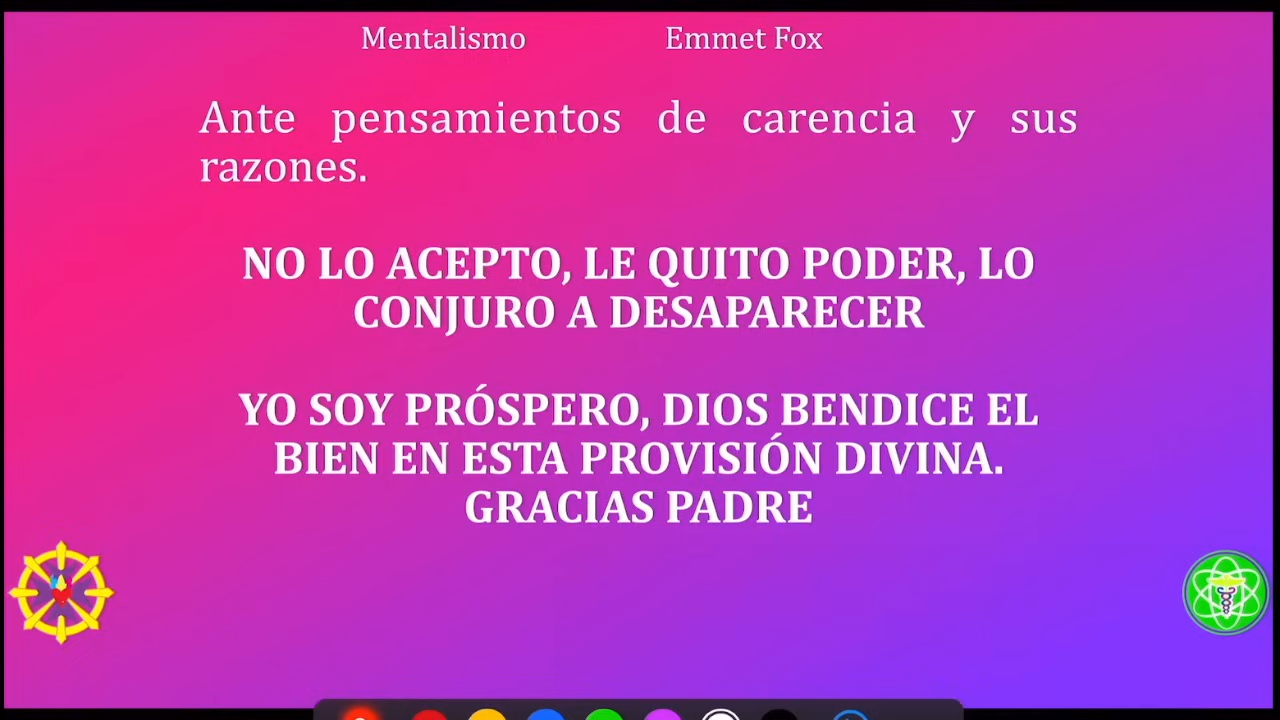 Mentalismo Emmet Fox
Ante pensamientos de carencia y sus
razones.
NO LO ACEPTO, LE QUITO PODER, LO
CONJURO A DESAPARECER
YO SOY PRÓSPERO, DIOS BENDICE EL
BIEN EN ESTA PROVISIÓN DIVINA.
GRACIAS PADRE